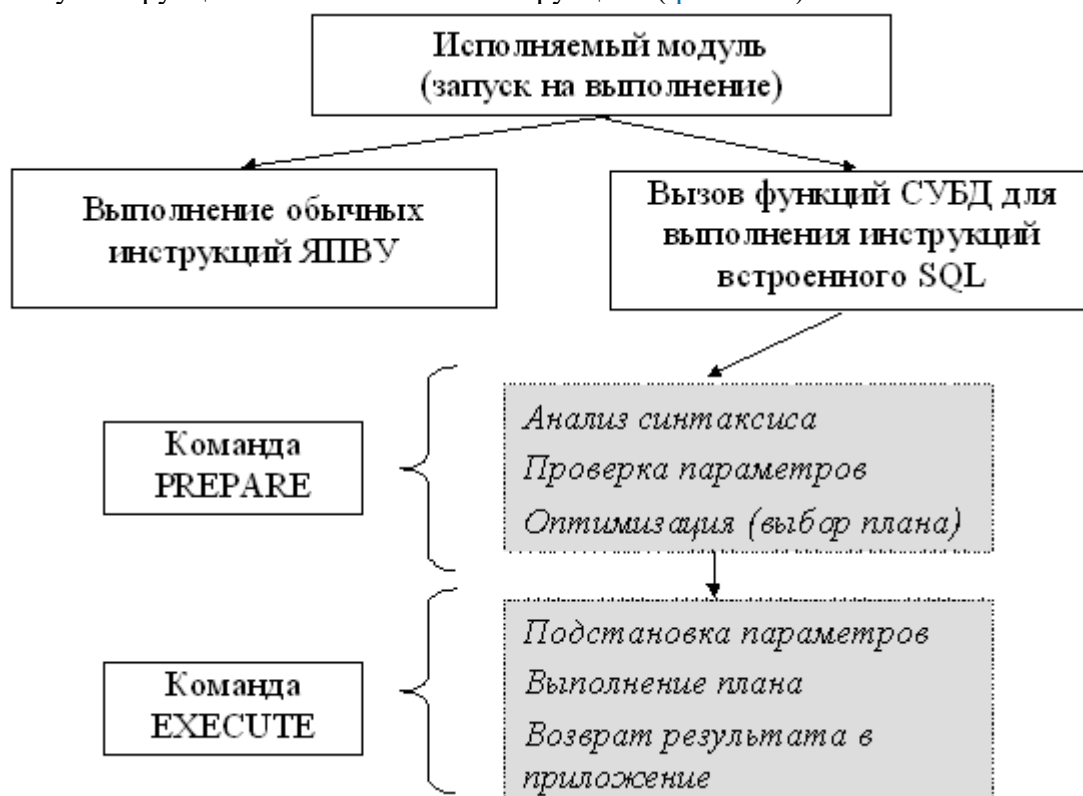 Исполняемый модуль
(запуск на выполнение)
Выполнение обычных
инструкций ЯПВУ
Вызов функций СУБД для
выполнения инструкций
встроенного SQL
Команда
PREPARE
Анализ синтаксиса
Проверка параметров
Оптимизация (выбор плана)
Команда
EXECUTE
Подстановка параметров
Выполнение плана
Возврат результата в
приложение